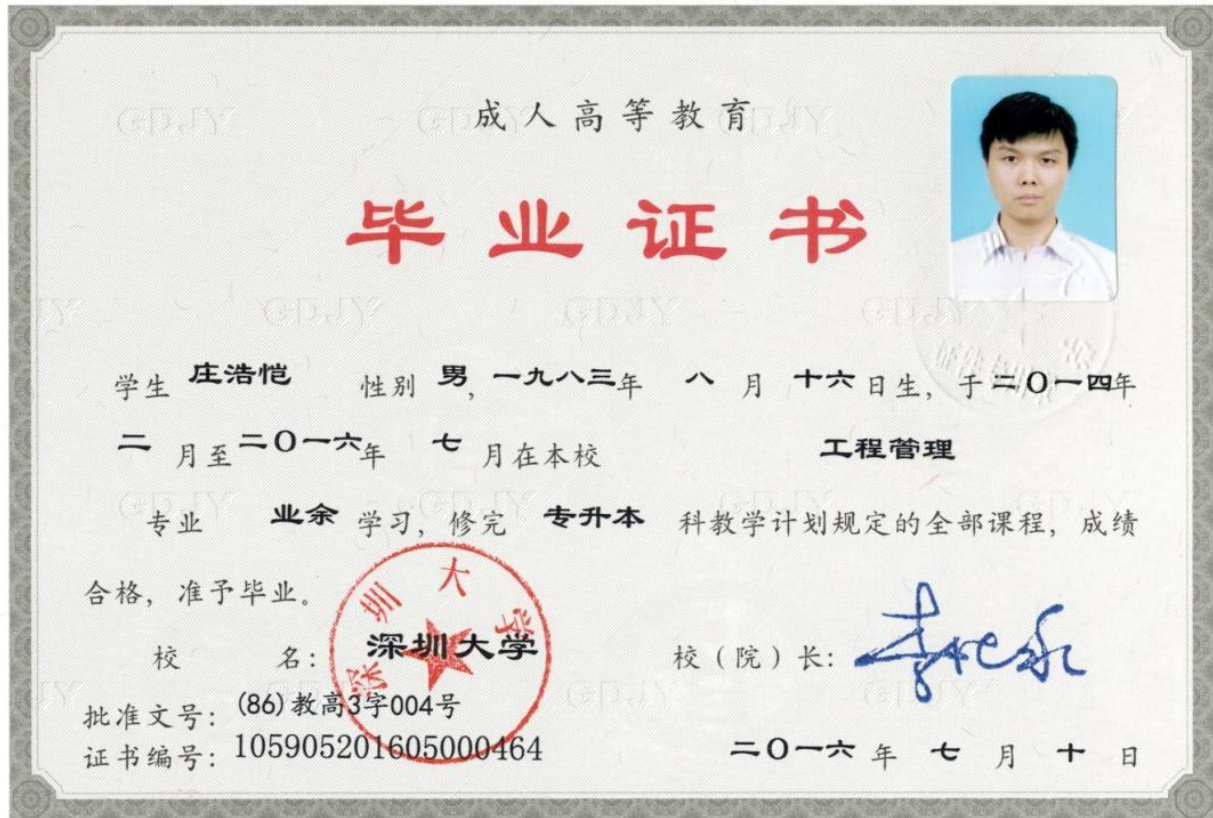 成人高等教育
毕业证书
学生 庄浩恺 性别 男, 一九八三年 八 月 十六 日生, 于二〇一四年
二 月至二〇一六年 七 月在本校 工程管理
专业 业余 学习, 修完 专升本 科教学计划规定的全部课程, 成绩
合格, 准予毕业。
深圳大学
校 名: 深圳大学 校(院)长:
批准文号: (86)教高3字004号
证书编号: 105905201605000464 二〇一六 年 七 月 十 日
GDJY